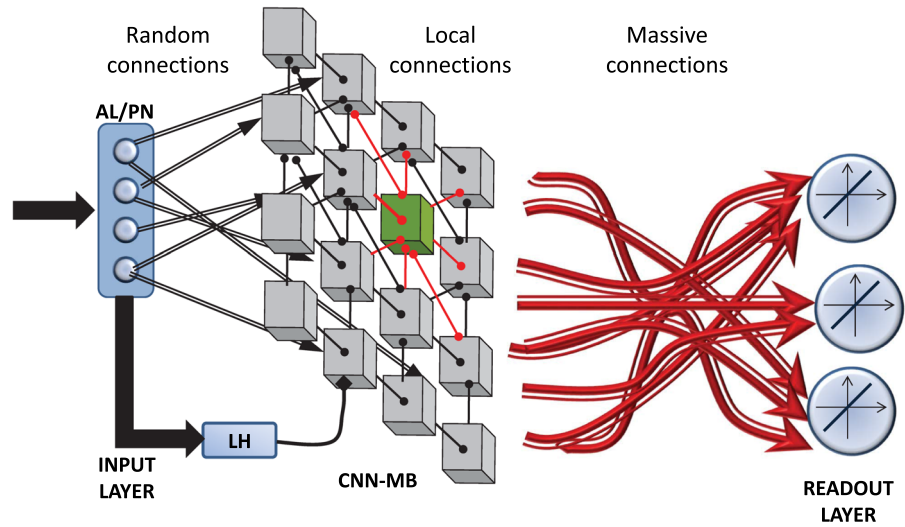 Random
connections
Local
connections
Massive
connections
AL/PN
LH
INPUT
LAYER
CNN-MB
READOUT
LAYER